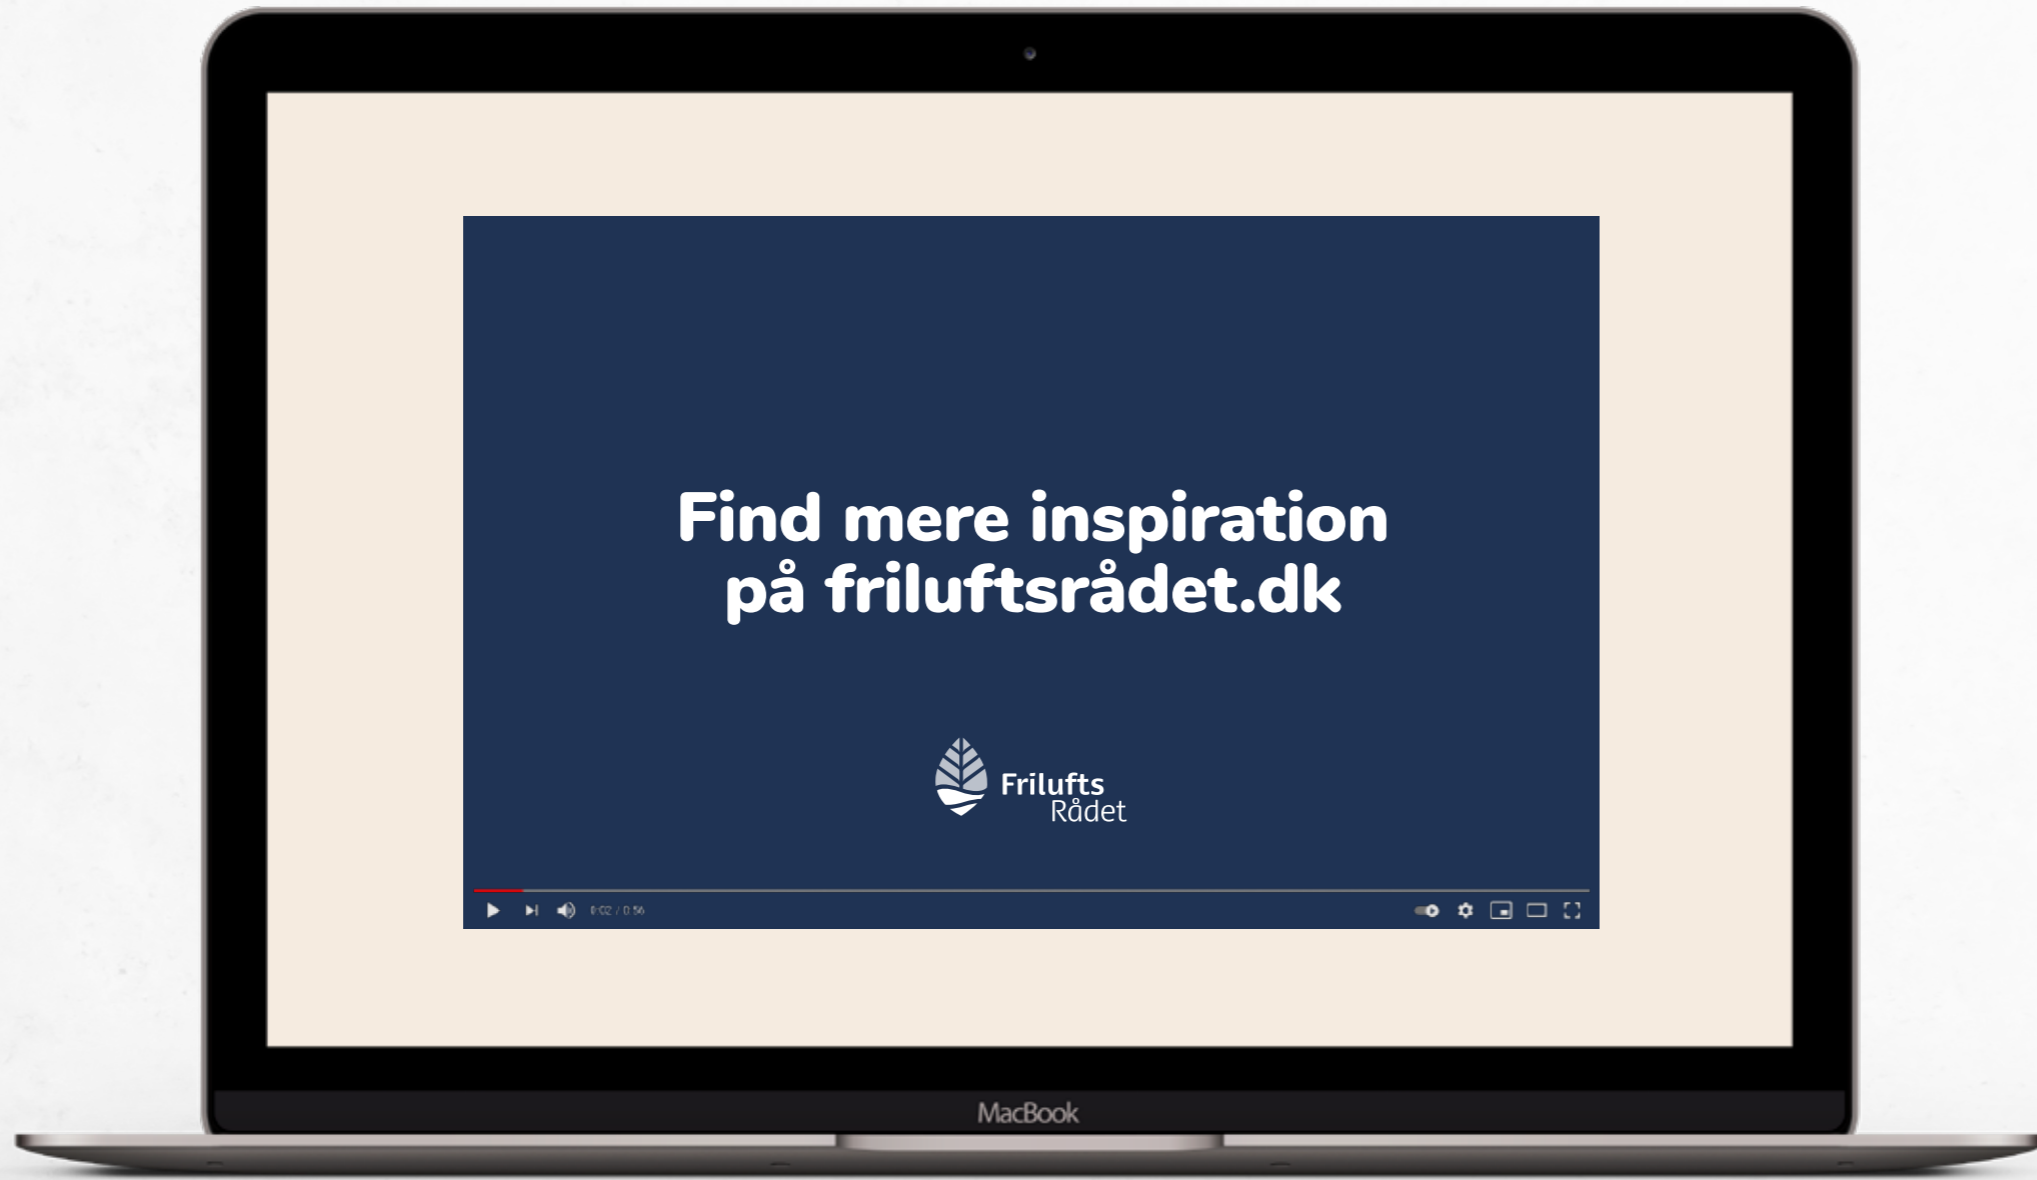 Find mere inspiration
på friluftsrådet.dk
Frilufts
Rådet
0:02 / 0:56
MacBook